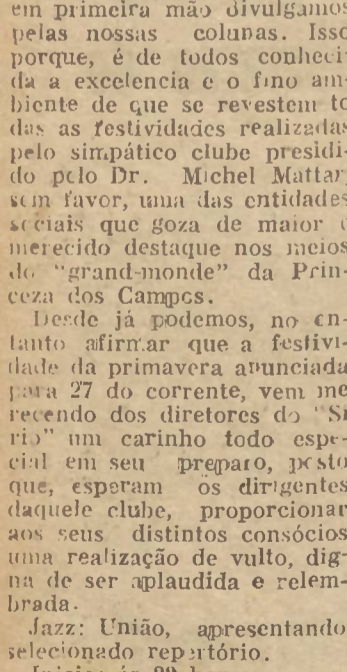 em primeira mão divulgamos
pelas nossas colunas. Isso
porque, é de todos conheci-
da a excelencia e o fino am-
biente de que se revestem to
das as festividades realizadas
pelo simpático clube presidi-
do pelo Dr. Michel Mattar,
sem favor, uma das entidades
sociais que goza de maior e
merecido destaque nos meios
do "grand-monde" da Prin-
ceza dos Campos.
Desde já podemos, no en-
tanto afirmar que a festivi-
dade da primavera anunciada
para 27 do corrente, vem me
recendo dos diretores do "Si
rio" um carinho todo espe-
cial em seu preparo, posto
que, esperam os dirigentes
daquele clube, proporcionar
aos seus distintos consócios
uma realização de vulto, dig-
na de ser aplaudida e relem-
brada.
Jazz: União, apresentando
selecionado repertório.